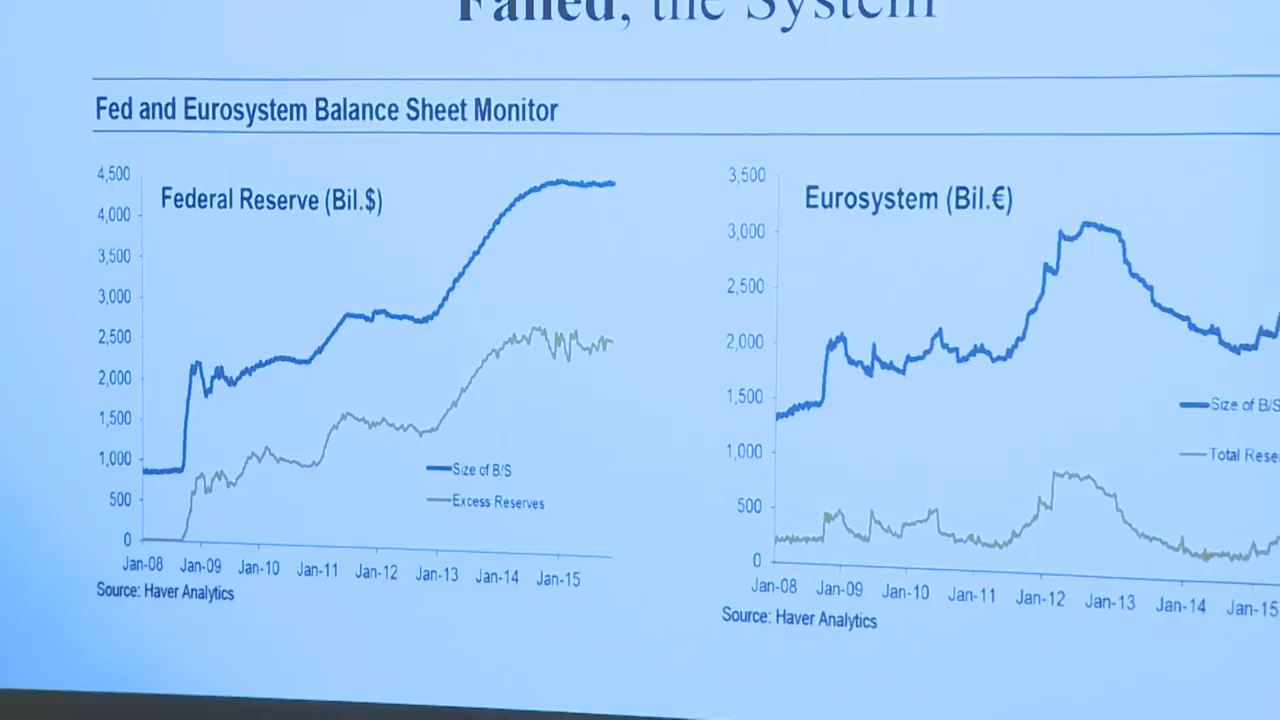 Failed, the System
Fed and Eurosystem Balance Sheet Monitor
Federal Reserve (Bil.$)
4,500
4,000
3,500
3,000
2,500
2,000
1,500
1,000
500
0
Size of B/S
Excess Reserves
Jan-08 Jan-09 Jan-10 Jan-11 Jan-12 Jan-13 Jan-14 Jan-15
Source: Haver Analytics
Eurosystem (Bil.€)
3,500
3,000
2,500
2,000
1,500
1,000
500
0
Size of B/S
Total Rese
Jan-08 Jan-09 Jan-10 Jan-11 Jan-12 Jan-13 Jan-14 Jan-15
Source: Haver Analytics